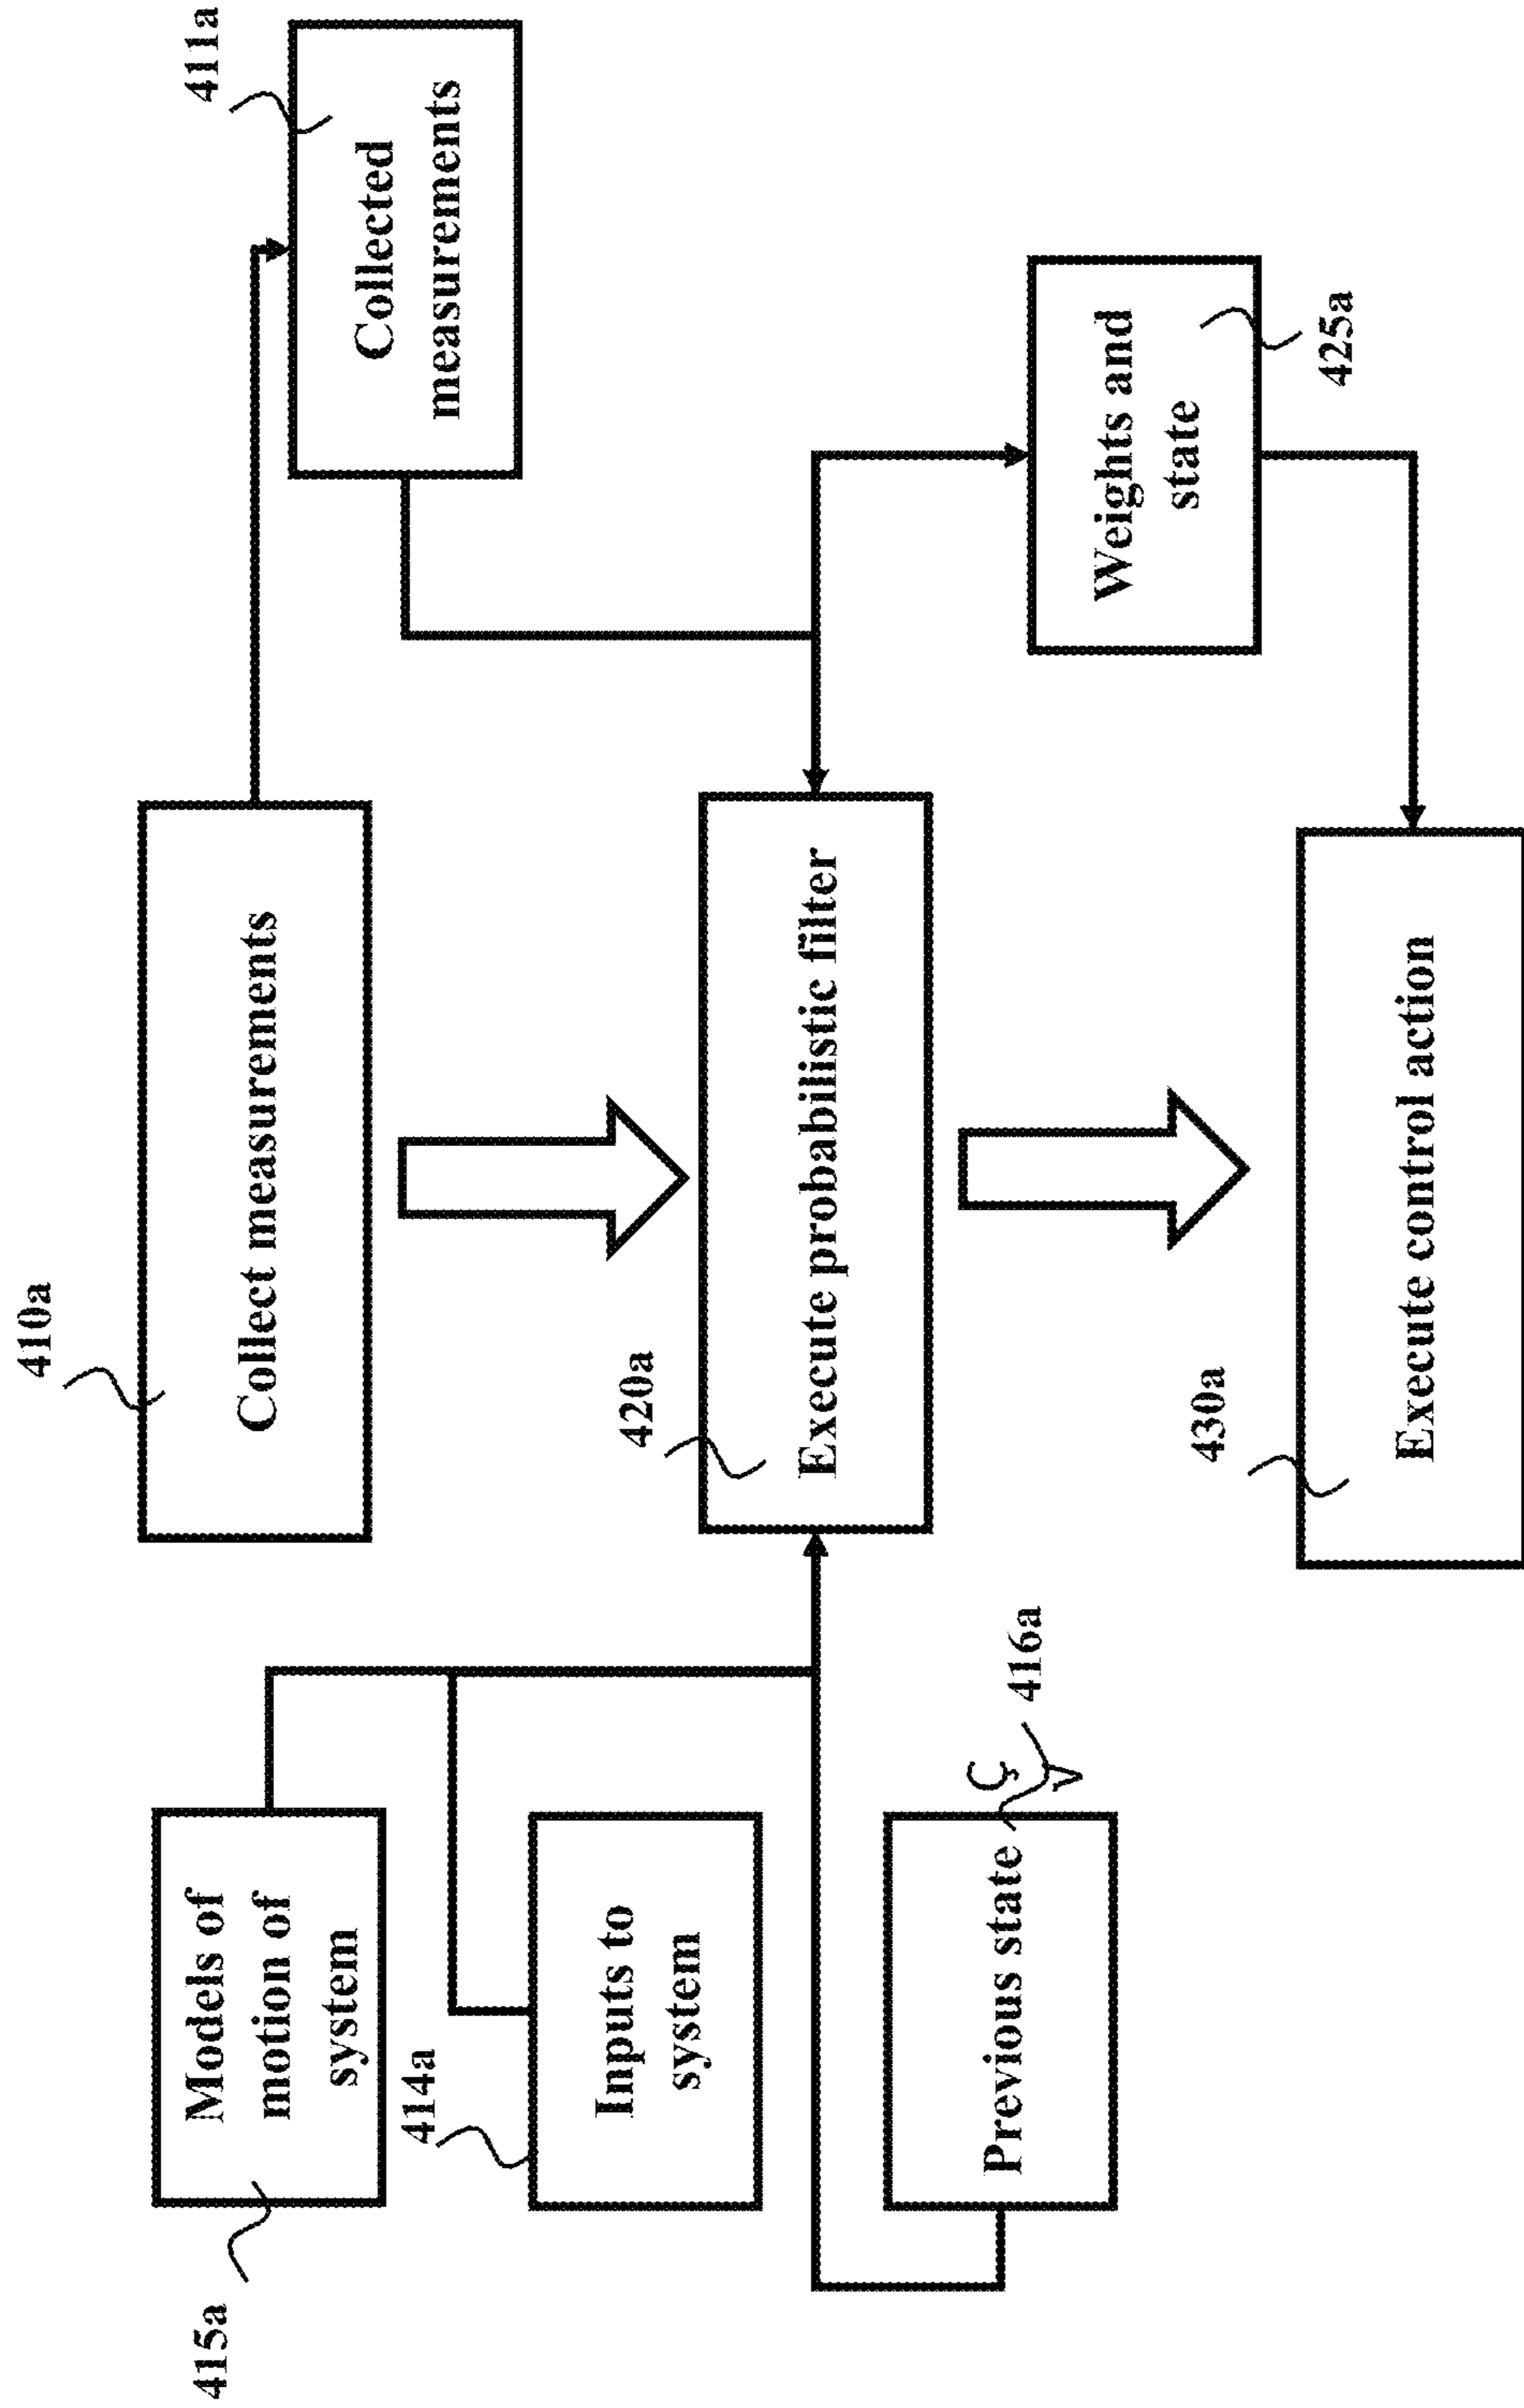 410a
Collect measurements
411a
Collected
measurements
415a
Models of
motion of
system
414a
Inputs to
system
420a
Execute probabilistic filter
Previous state
416a
Weights and
state
425a
430a
Execute control action